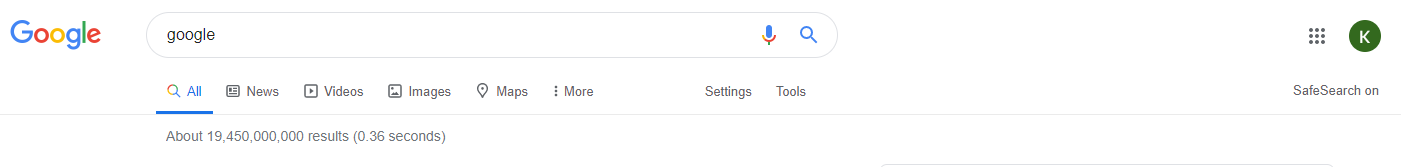 Google google K
All News Videos Images Maps More Settings Tools SafeSearch on
About 19,450,000,000 results (0.36 seconds)